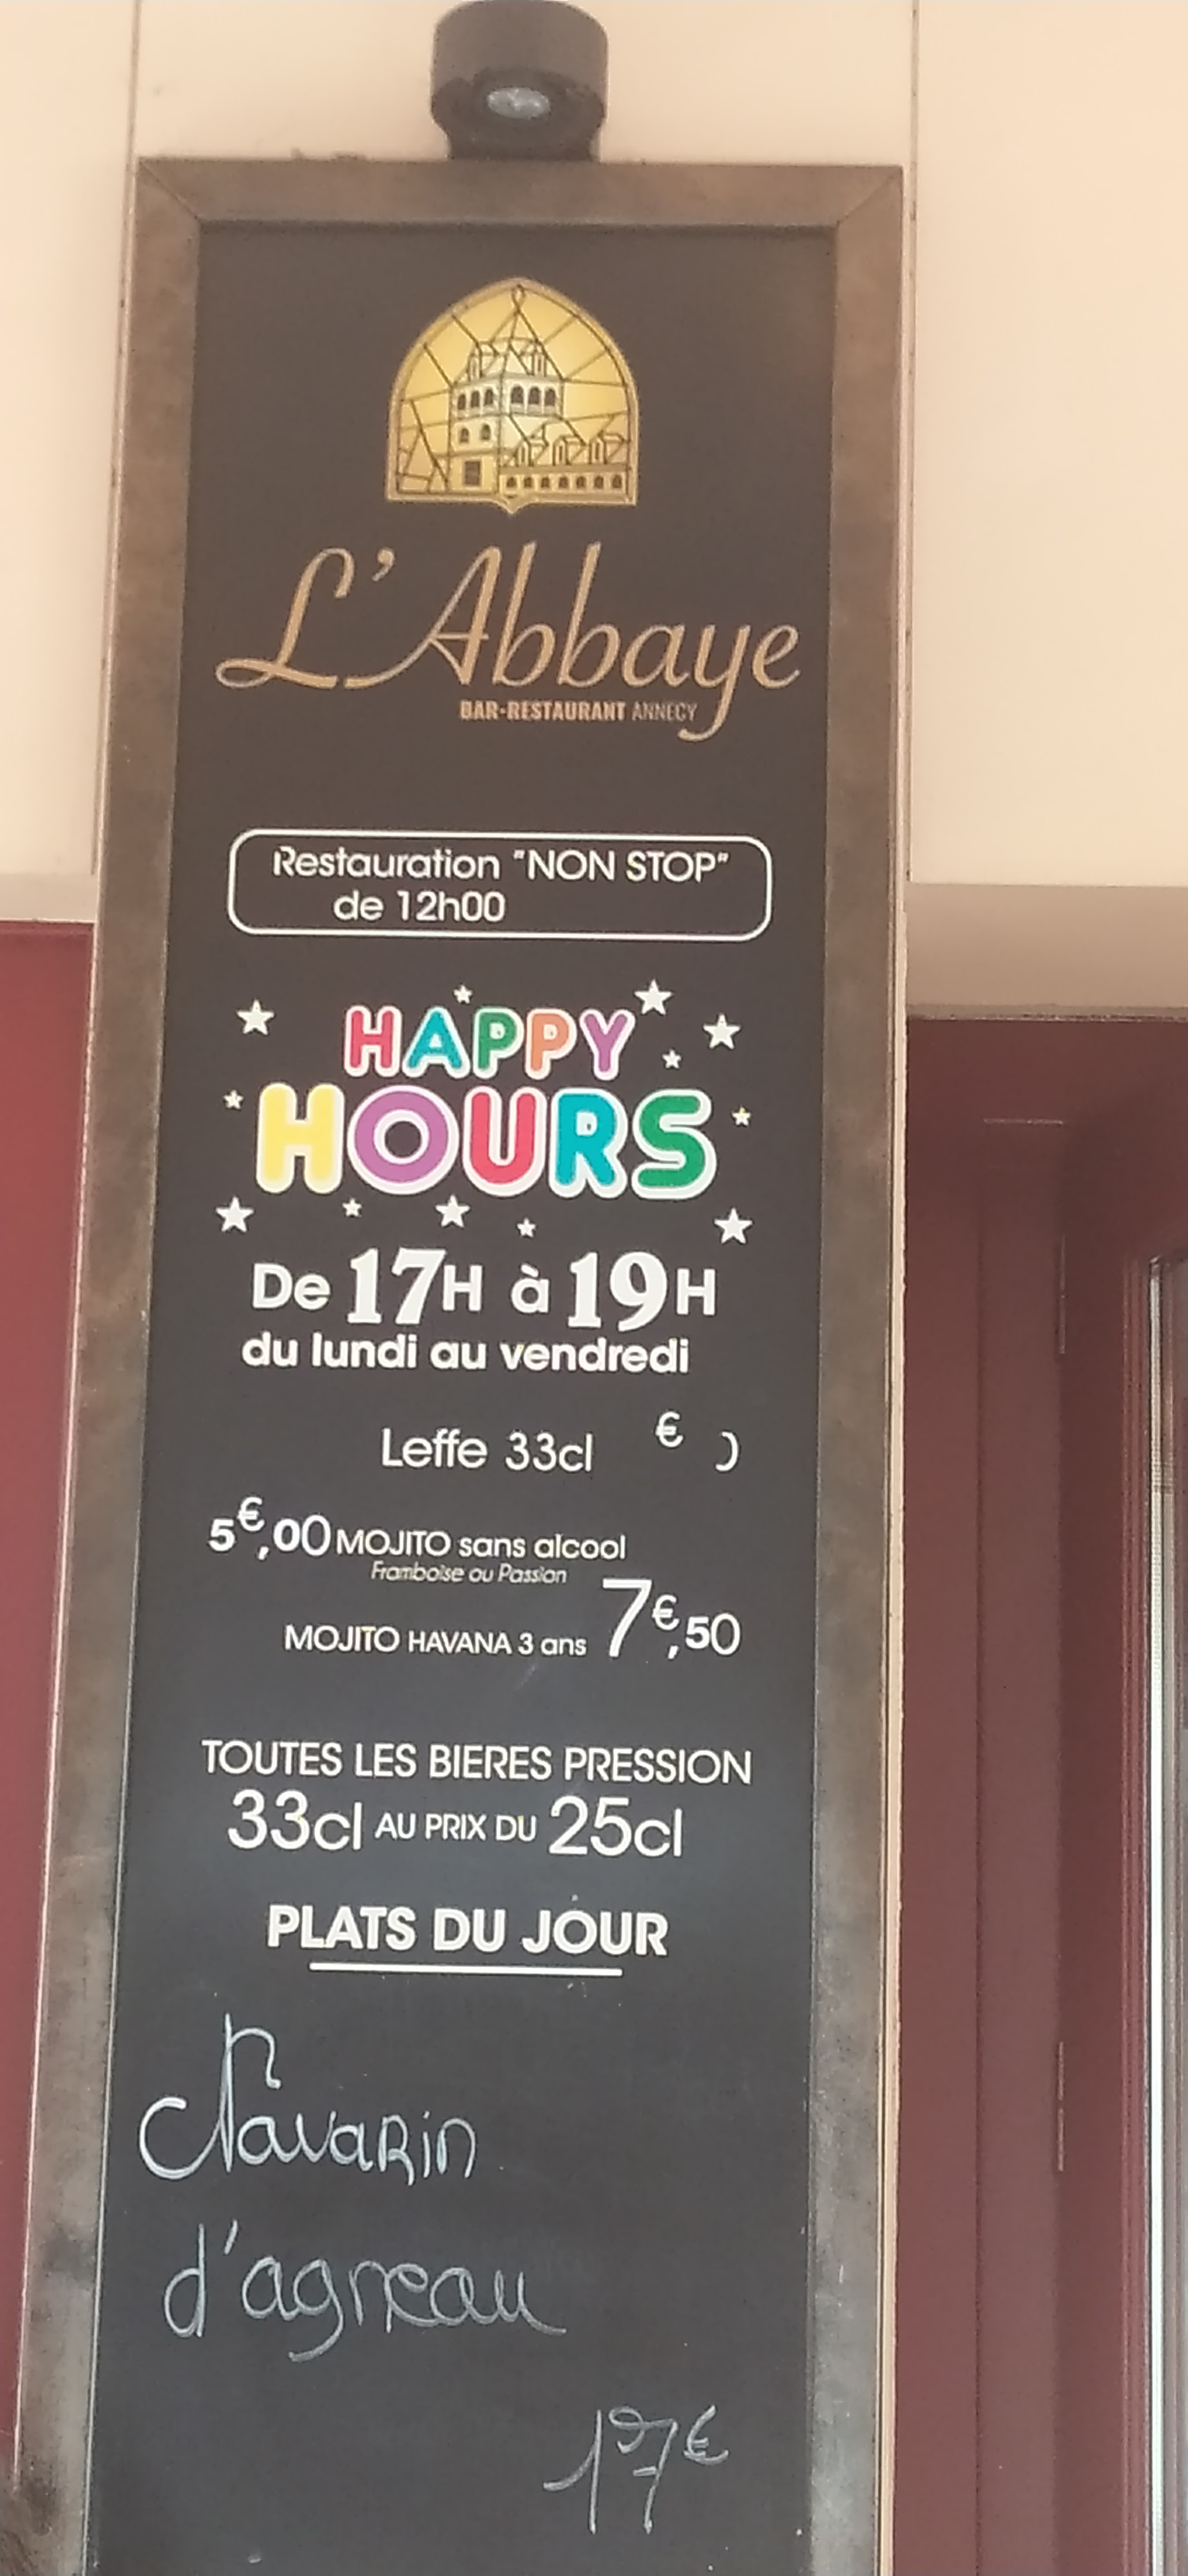 L'Abbaye
BAR-RESTAURANT ANNECY
Restauration "NON STOP"
de 12h00
HAPPY
HOURS
De 17H à 19H
du lundi au vendredi
Leffe 33cl €
5€,00 MOJITO sans alcool
Framboise ou Passion
MOJITO HAVANA 3 ans 7€,50
TOUTES LES BIERES PRESSION
33cl AU PRIX DU 25cl
PLATS DU JOUR
Navarin
d'agneau
17€